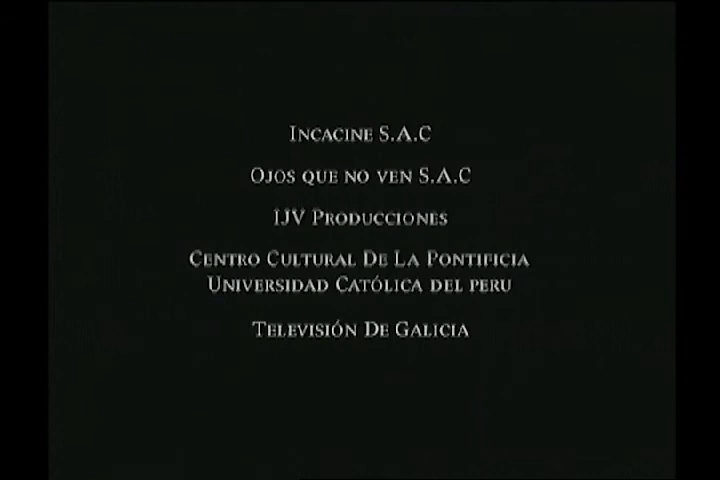 INCACINE S.A.C
OJOS QUE NO VEN S.A.C
IJV PRODUCCIONES
CENTRO CULTURAL DE LA PONTIFICIA
UNIVERSIDAD CATÓLICA DEL PERU
TELEVISIÓN DE GALICIA